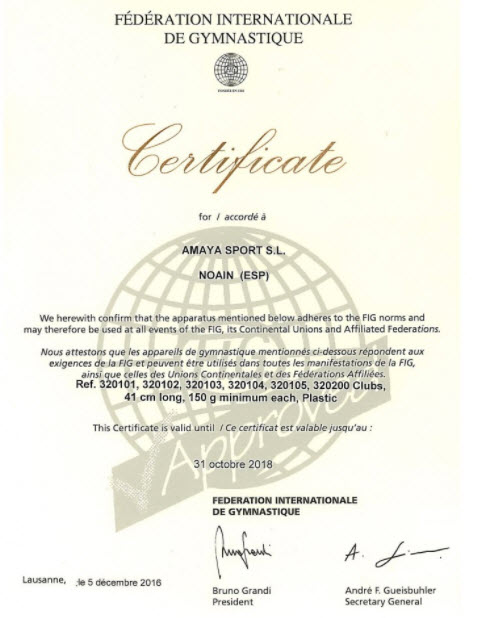 FÉDÉRATION INTERNATIONALE
DE GYMNASTIQUE
Certificate
for / accordé à
AMAYA SPORT S.L.
NOAIN (ESP)
We herewith confirm that the apparatus mentioned below adheres to the FIG norms and
may therefore be used at all events of the FIG, its Continental Unions and Affiliated Federations.
Nous attestons que les appareils de gymnastique mentionnés ci-dessous répondent aux
exigences de la FIG et peuvent être utilisés dans toutes les manifestations de la FIG,
ainsi que celles des Unions Continentales et des Fédérations Affiliées.
Ref. 320101, 320102, 320103, 320104, 320105, 320200 Clubs,
41 cm long, 150 g minimum each, Plastic
This Certificate is valid until / Ce certificat est valable jusqu'au :
Approved
31 octobre 2018
FEDERATION INTERNATIONALE
DE GYMNASTIQUE
Lausanne, le 5 décembre 2016
Bruno Grandi
President
André F. Gueisbuhler
Secretary General